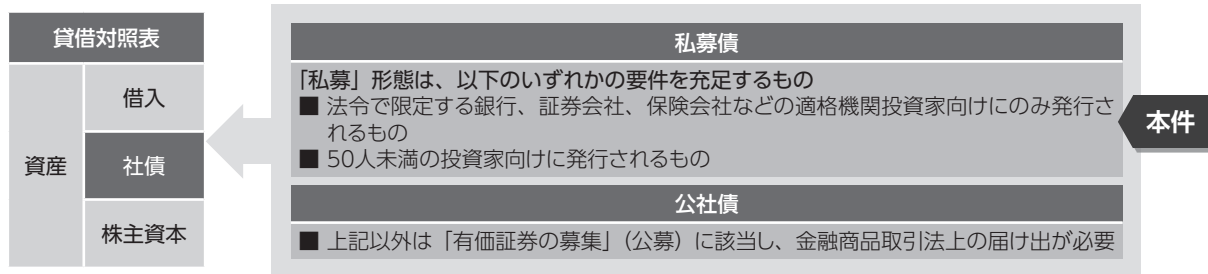 貸借対照表
資産
借入
社債
株主資本
私募債
「私募」形態は、以下のいずれかの要件を充足するもの
■ 法令で限定する銀行、証券会社、保険会社などの適格機関投資家向けにのみ発行さ
れるもの
■ 50人未満の投資家向けに発行されるもの
公社債
■ 上記以外は「有価証券の募集」（公募）に該当し、金融商品取引法上の届け出が必要
本件